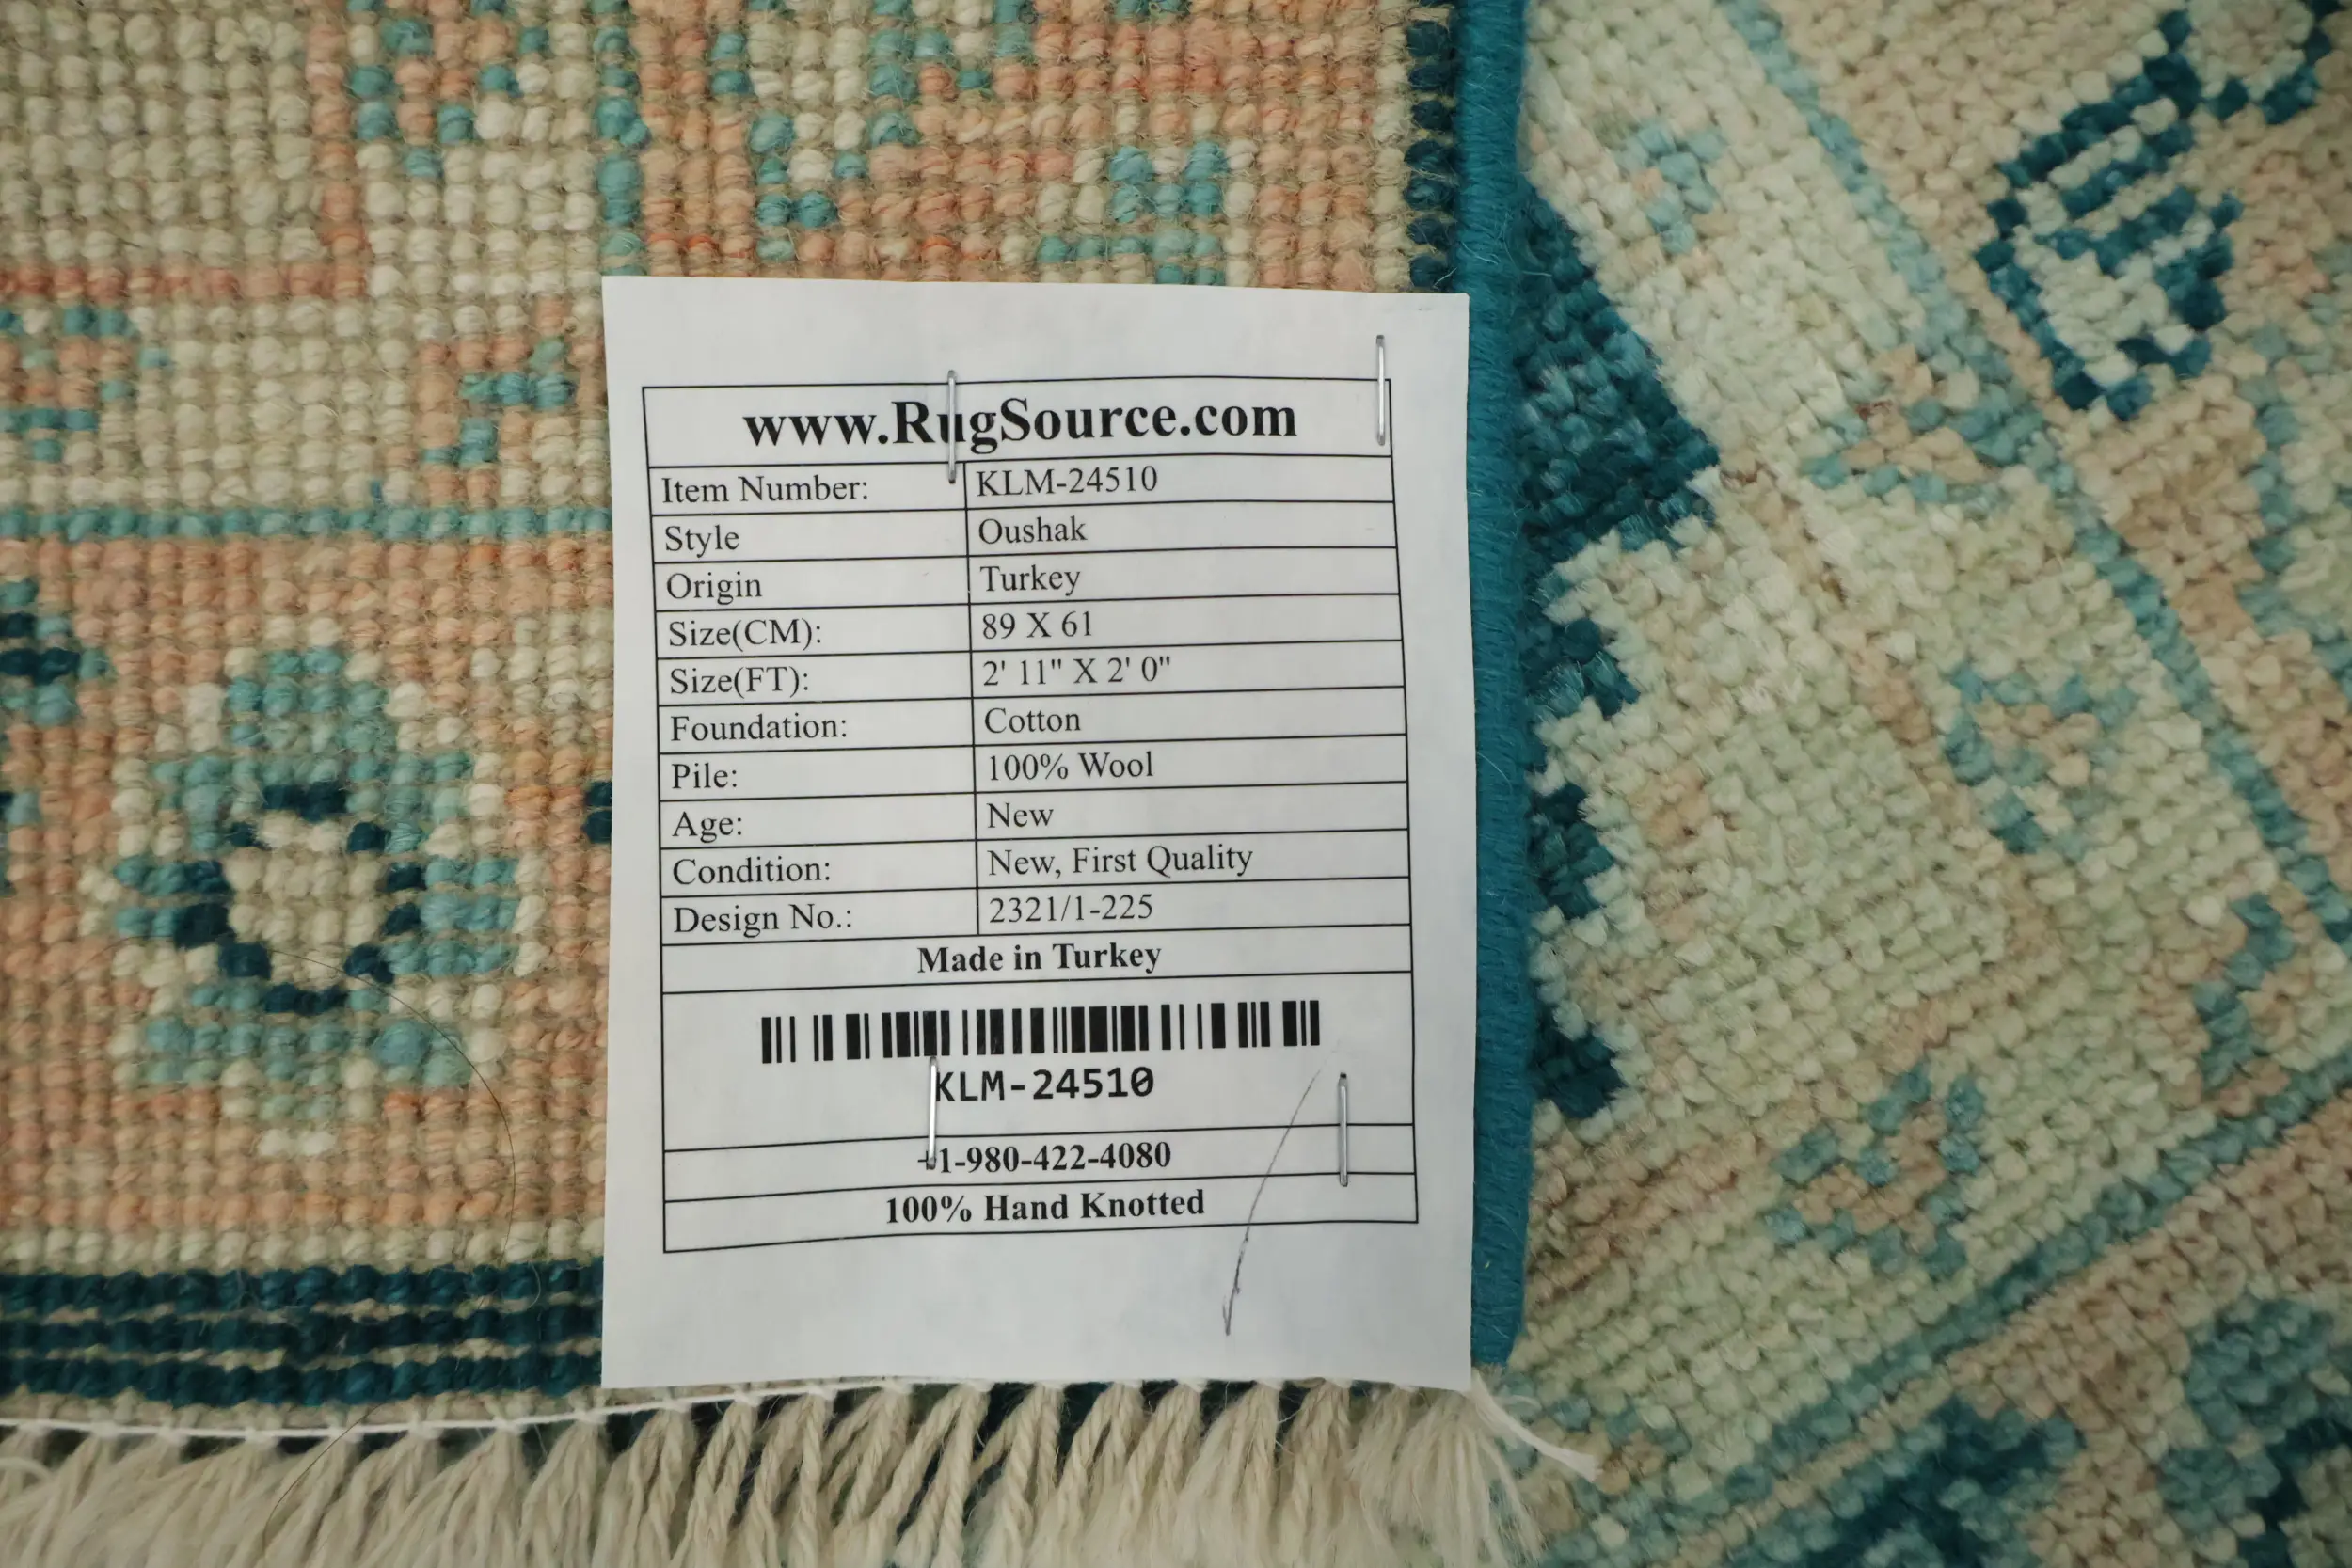 www.RugSource.com
Item Number: KLM-24510
Style Oushak
Origin Turkey
Size(CM): 89 X 61
Size(FT): 2' 11" X 2' 0"
Foundation: Cotton
Pile: 100% Wool
Age: New
Condition: New, First Quality
Design No.: 2321/1-225
Made in Turkey
KLM-24510
+1-980-422-4080
100% Hand Knotted